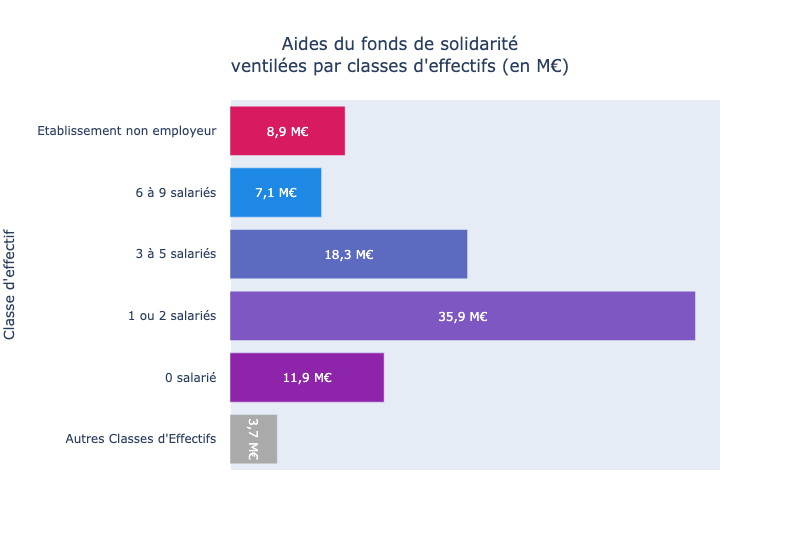 Aides du fonds de solidarité
ventilées par classes d'effectifs (en M€)
Classe d'effectif
Etablissement non employeur
8,9 M€
6 à 9 salariés
7,1 M€
3 à 5 salariés
18,3 M€
1 ou 2 salariés
35,9 M€
0 salarié
11,9 M€
Autres Classes d'Effectifs
3,7 M€